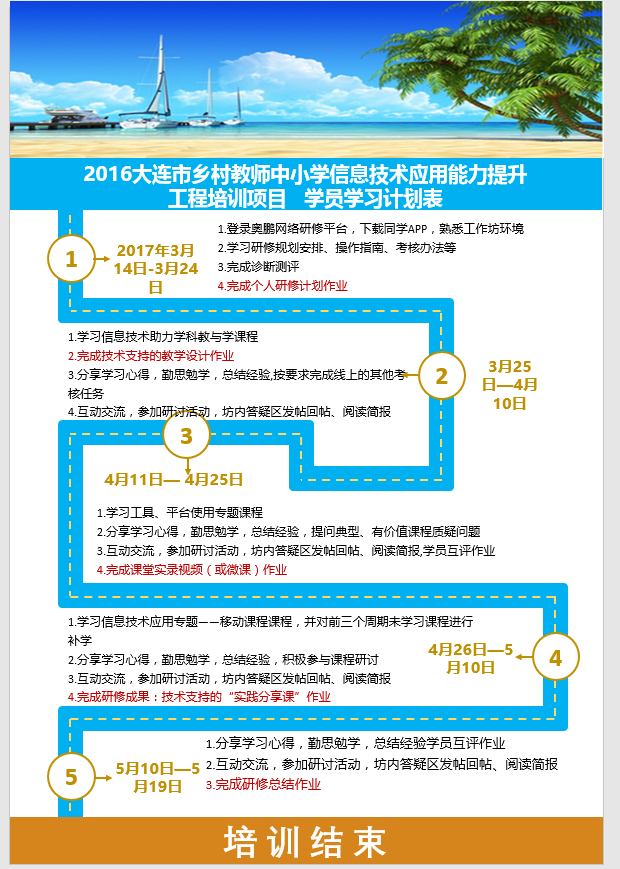 2016大连市乡村教师中小学信息技术应用能力提升
工程培训项目 学员学习计划表
1
2017年3月
14日-3月24
日
1.登录奥鹏网络研修平台，下载同学APP，熟悉工作坊环境
2.学习研修规划安排、操作指南、考核办法等
3.完成诊断测评
4.完成个人研修计划作业
1.学习信息技术助力学科教与学课程
2.完成技术支持的教学设计作业
3.分享学习心得，勤思勉学，总结经验,按要求完成线上的其他考
核任务
4.互动交流，参加研讨活动，坊内答疑区发帖回帖、阅读简报
2
3月25
日—4月
10日
3
4月11日— 4月25日
1.学习工具、平台使用专题课程
2.分享学习心得，勤思勉学，总结经验，提问典型、有价值课程质疑问题
3.互动交流，参加研讨活动，坊内答疑区发帖回帖、阅读简报,学员互评作业
4.完成课堂实录视频（或微课）作业
1.学习信息技术应用专题——移动课程课程，并对前三个周期未学习课程进行
补学
2.分享学习心得，勤思勉学，总结经验，积极参与课程研讨
3.互动交流，参加研讨活动，坊内答疑区发帖回帖、阅读简报
4.完成研修成果：技术支持的“实践分享课”作业
4月26日—5
月10日
4
5
5月10日—5
月19日
1.分享学习心得，勤思勉学，总结经验学员互评作业
2.互动交流，参加研讨活动，坊内答疑区发帖回帖、阅读简报
3.完成研修总结作业
培训结束